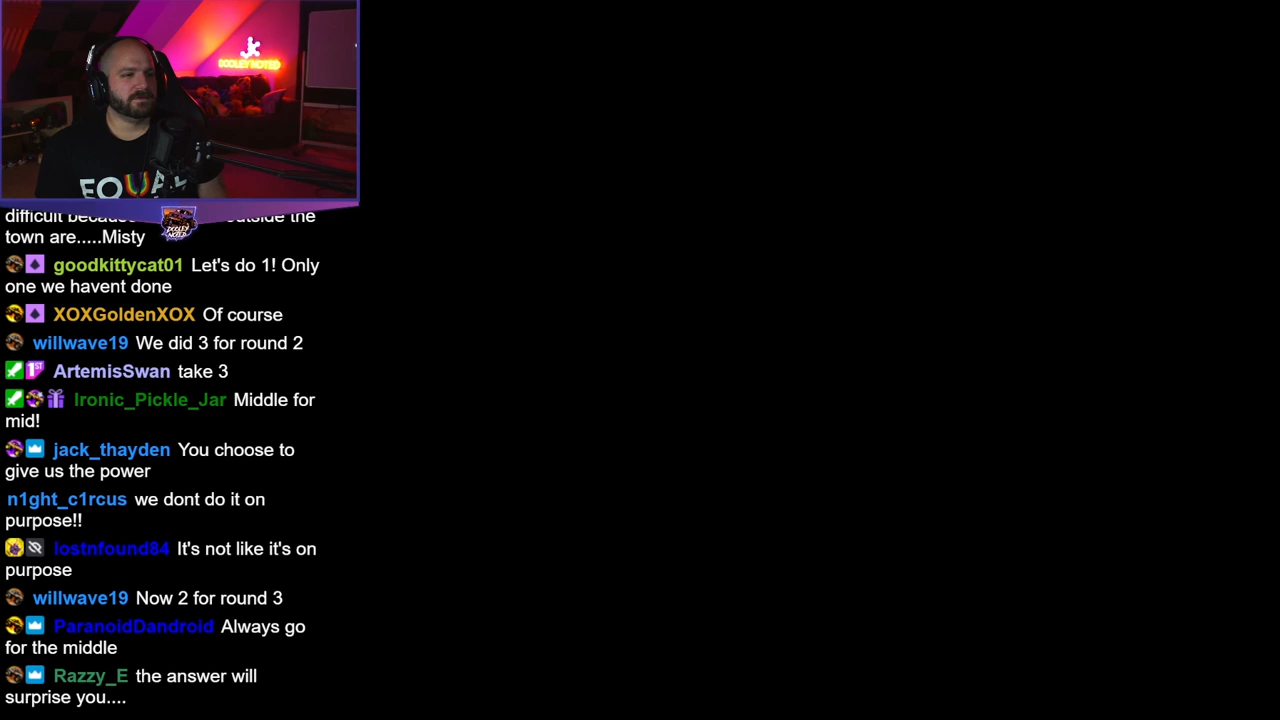 DOOLEY NOTED
EQUAL
DOOLEY
NOTED
difficult outside the
town are.....Misty
goodkittycat01 Let's do 1! Only
one we havent done
XOXGoldenXOX Of course
willwave19 We did 3 for round 2
1ST ArtemisSwan take 3
Ironic_Pickle_Jar Middle for
mid!
jack_thayden You choose to
give us the power
n1ght_c1rcus we dont do it on
purpose!!
lostnfound84 It's not like it's on
purpose
willwave19 Now 2 for round 3
ParanoidDandroid Always go
for the middle
Razzy_E the answer will
surprise you....